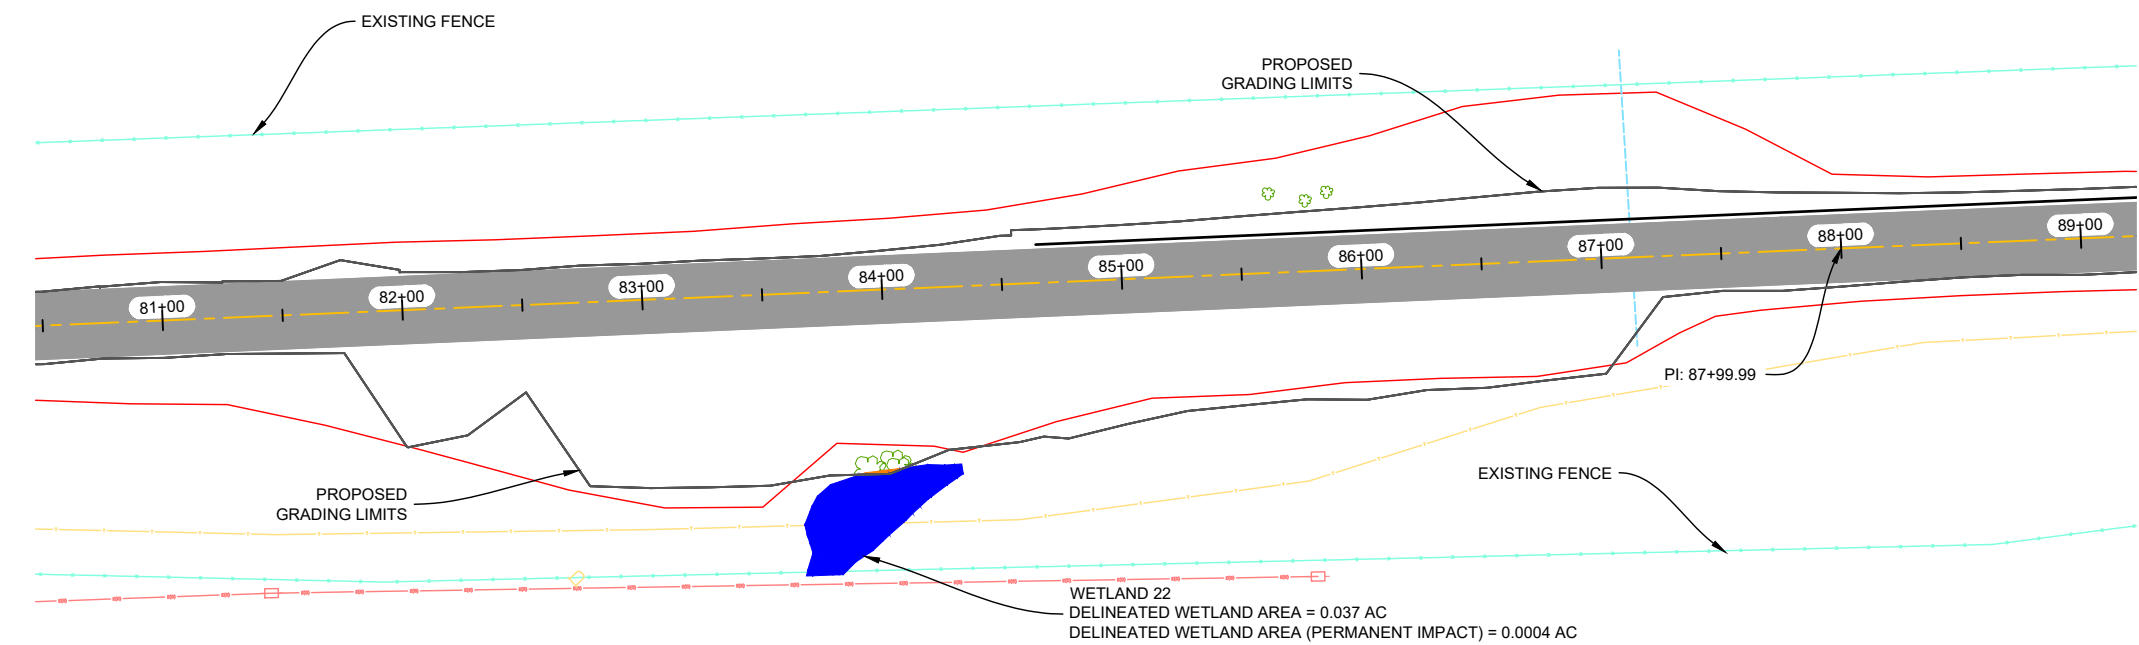 EXISTING FENCE
PROPOSED
GRADING LIMITS
81+00
82+00
83+00
84+00
85+00
86+00
87+00
88+00
89+00
PI: 87+99.99
PROPOSED
GRADING LIMITS
EXISTING FENCE
WETLAND 22
DELINEATED WETLAND AREA = 0.037 AC
DELINEATED WETLAND AREA (PERMANENT IMPACT) = 0.0004 AC